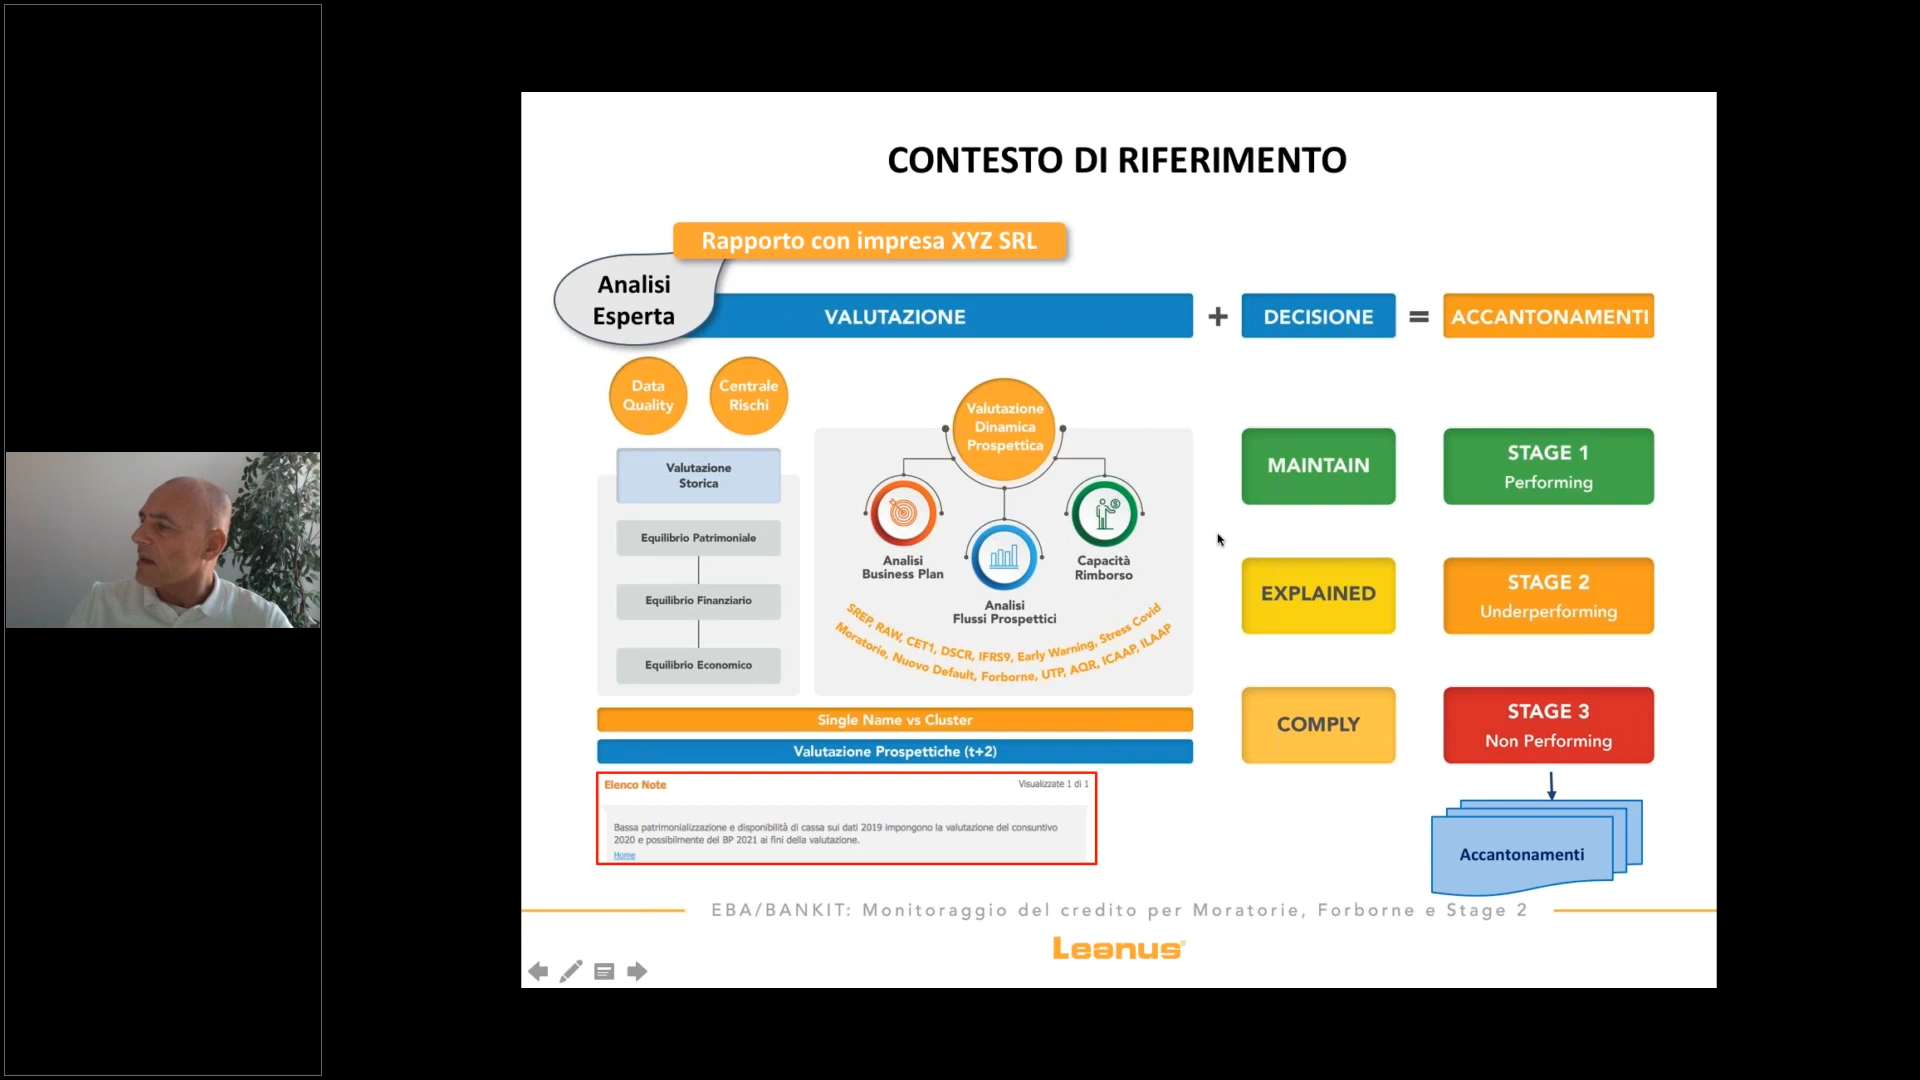 CONTESTO DI RIFERIMENTO
Rapporto con impresa XYZ SRL
Analisi
Esperta
VALUTAZIONE
+
DECISIONE
=
ACCANTONAMENTI
Data
Quality
Centrale
Rischi
Valutazione
Storica
Equilibrio Patrimoniale
Equilibrio Finanziario
Equilibrio Economico
Valutazione
Dinamica
Prospettica
Analisi
Business Plan
Analisi
Flussi Prospettici
Capacità
Rimborso
SREP, RAW, CET1, DSCR, IFRS9, Early Warning, Stress Covid
Moratorie, Nuovo Default, Forborne, UTP, AQR, ICAAP, ILAAP
MAINTAIN
STAGE 1
Performing
EXPLAINED
STAGE 2
Underperforming
COMPLY
STAGE 3
Non Performing
Single Name vs Cluster
Valutazione Prospettiche (t+2)
Elenco Note
Visualizzate 1 di 1
Bassa patrimonializzazione e disponibilità di cassa sui dati 2019 impongono la valutazione del consuntivo
2020 e possibilmente del BP 2021 ai fini della valutazione.
Home
Accantonamenti
EBA/BANKIT: Monitoraggio del credito per Moratorie, Forborne e Stage 2
Leanus